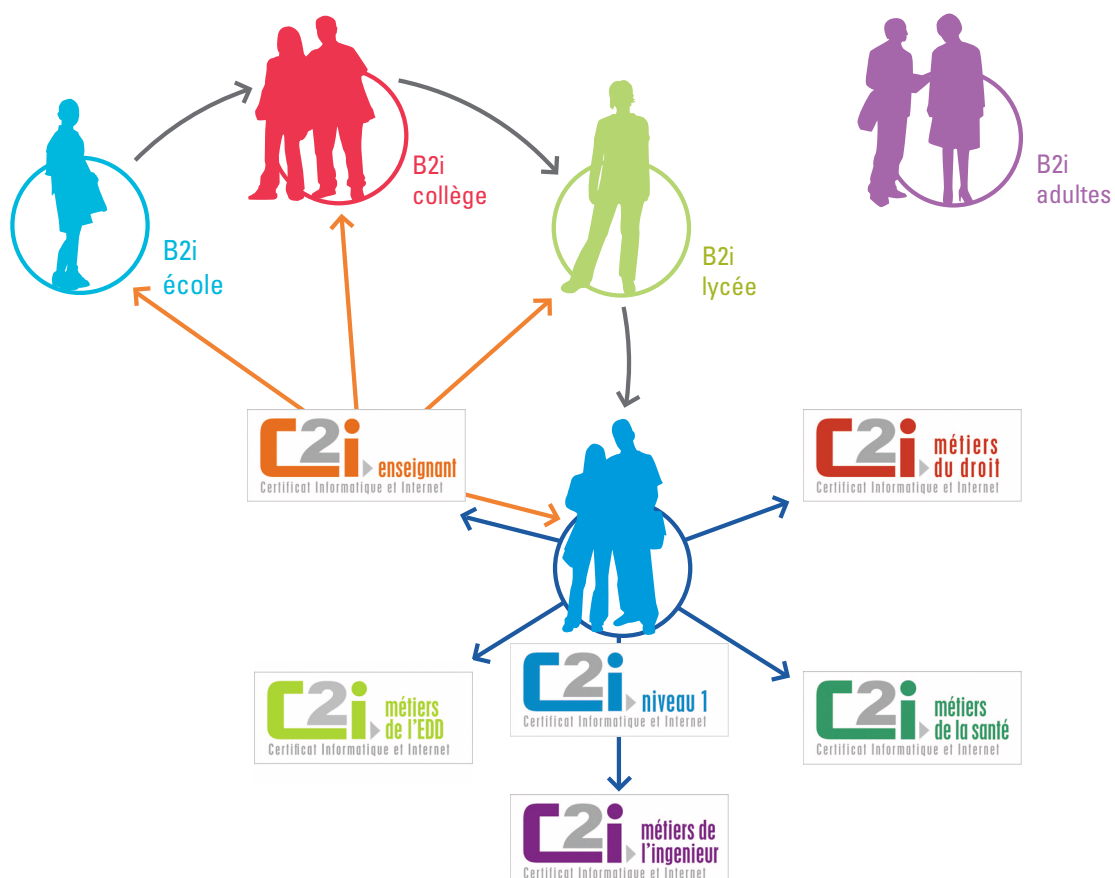 B2i
collège
B2i
adultes
B2i
école
B2i
lycée
C2i enseignant
Certificat Informatique et Internet
C2i métiers
du droit
Certificat Informatique et Internet
C2i métiers
de l'EDD
Certificat Informatique et Internet
C2i niveau 1
Certificat Informatique et Internet
C2i métiers
de la santé
Certificat Informatique et Internet
C2i métiers de
l'ingenieur
Certificat Informatique et Internet